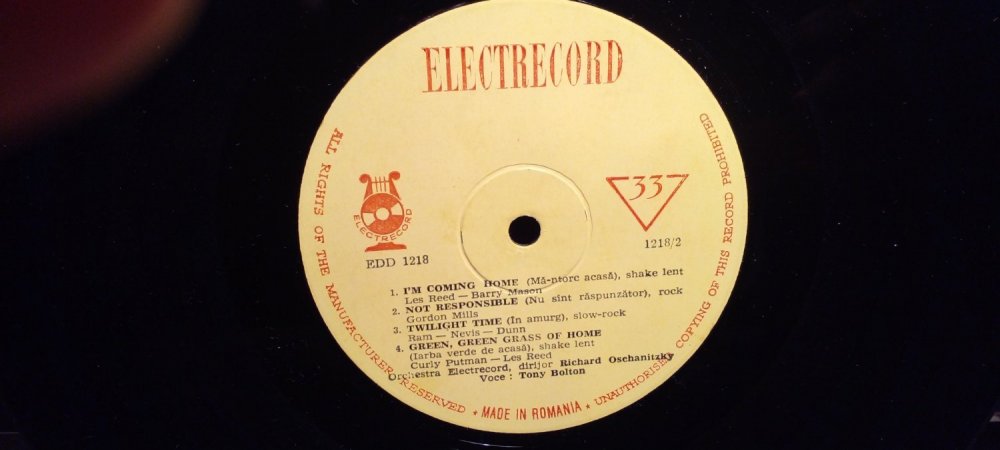 ELECTRECORD
ELECTRECORD
33
EDD 1218
1218/2
1. I'M COMING HOME (Mă-ntorc acasă), shake lent
Les Reed — Barry Mason
2. NOT RESPONSIBLE (Nu sînt răspunzător), rock
Gordon Mills
3. TWILIGHT TIME (În amurg), slow-rock
Ram — Nevis — Dunn
4. GREEN, GREEN GRASS OF HOME
(Iarba verde de acasă), shake lent
Curly Putman — Les Reed
Orchestra Electrecord, dirijor Richard Oschanitzky
Voce : Tony Bolton
ALL RIGHTS OF THE MANUFACTURER RESERVED * MADE IN ROMANIA * UNAUTHORISED COPYING OF THIS RECORD PROHIBITED